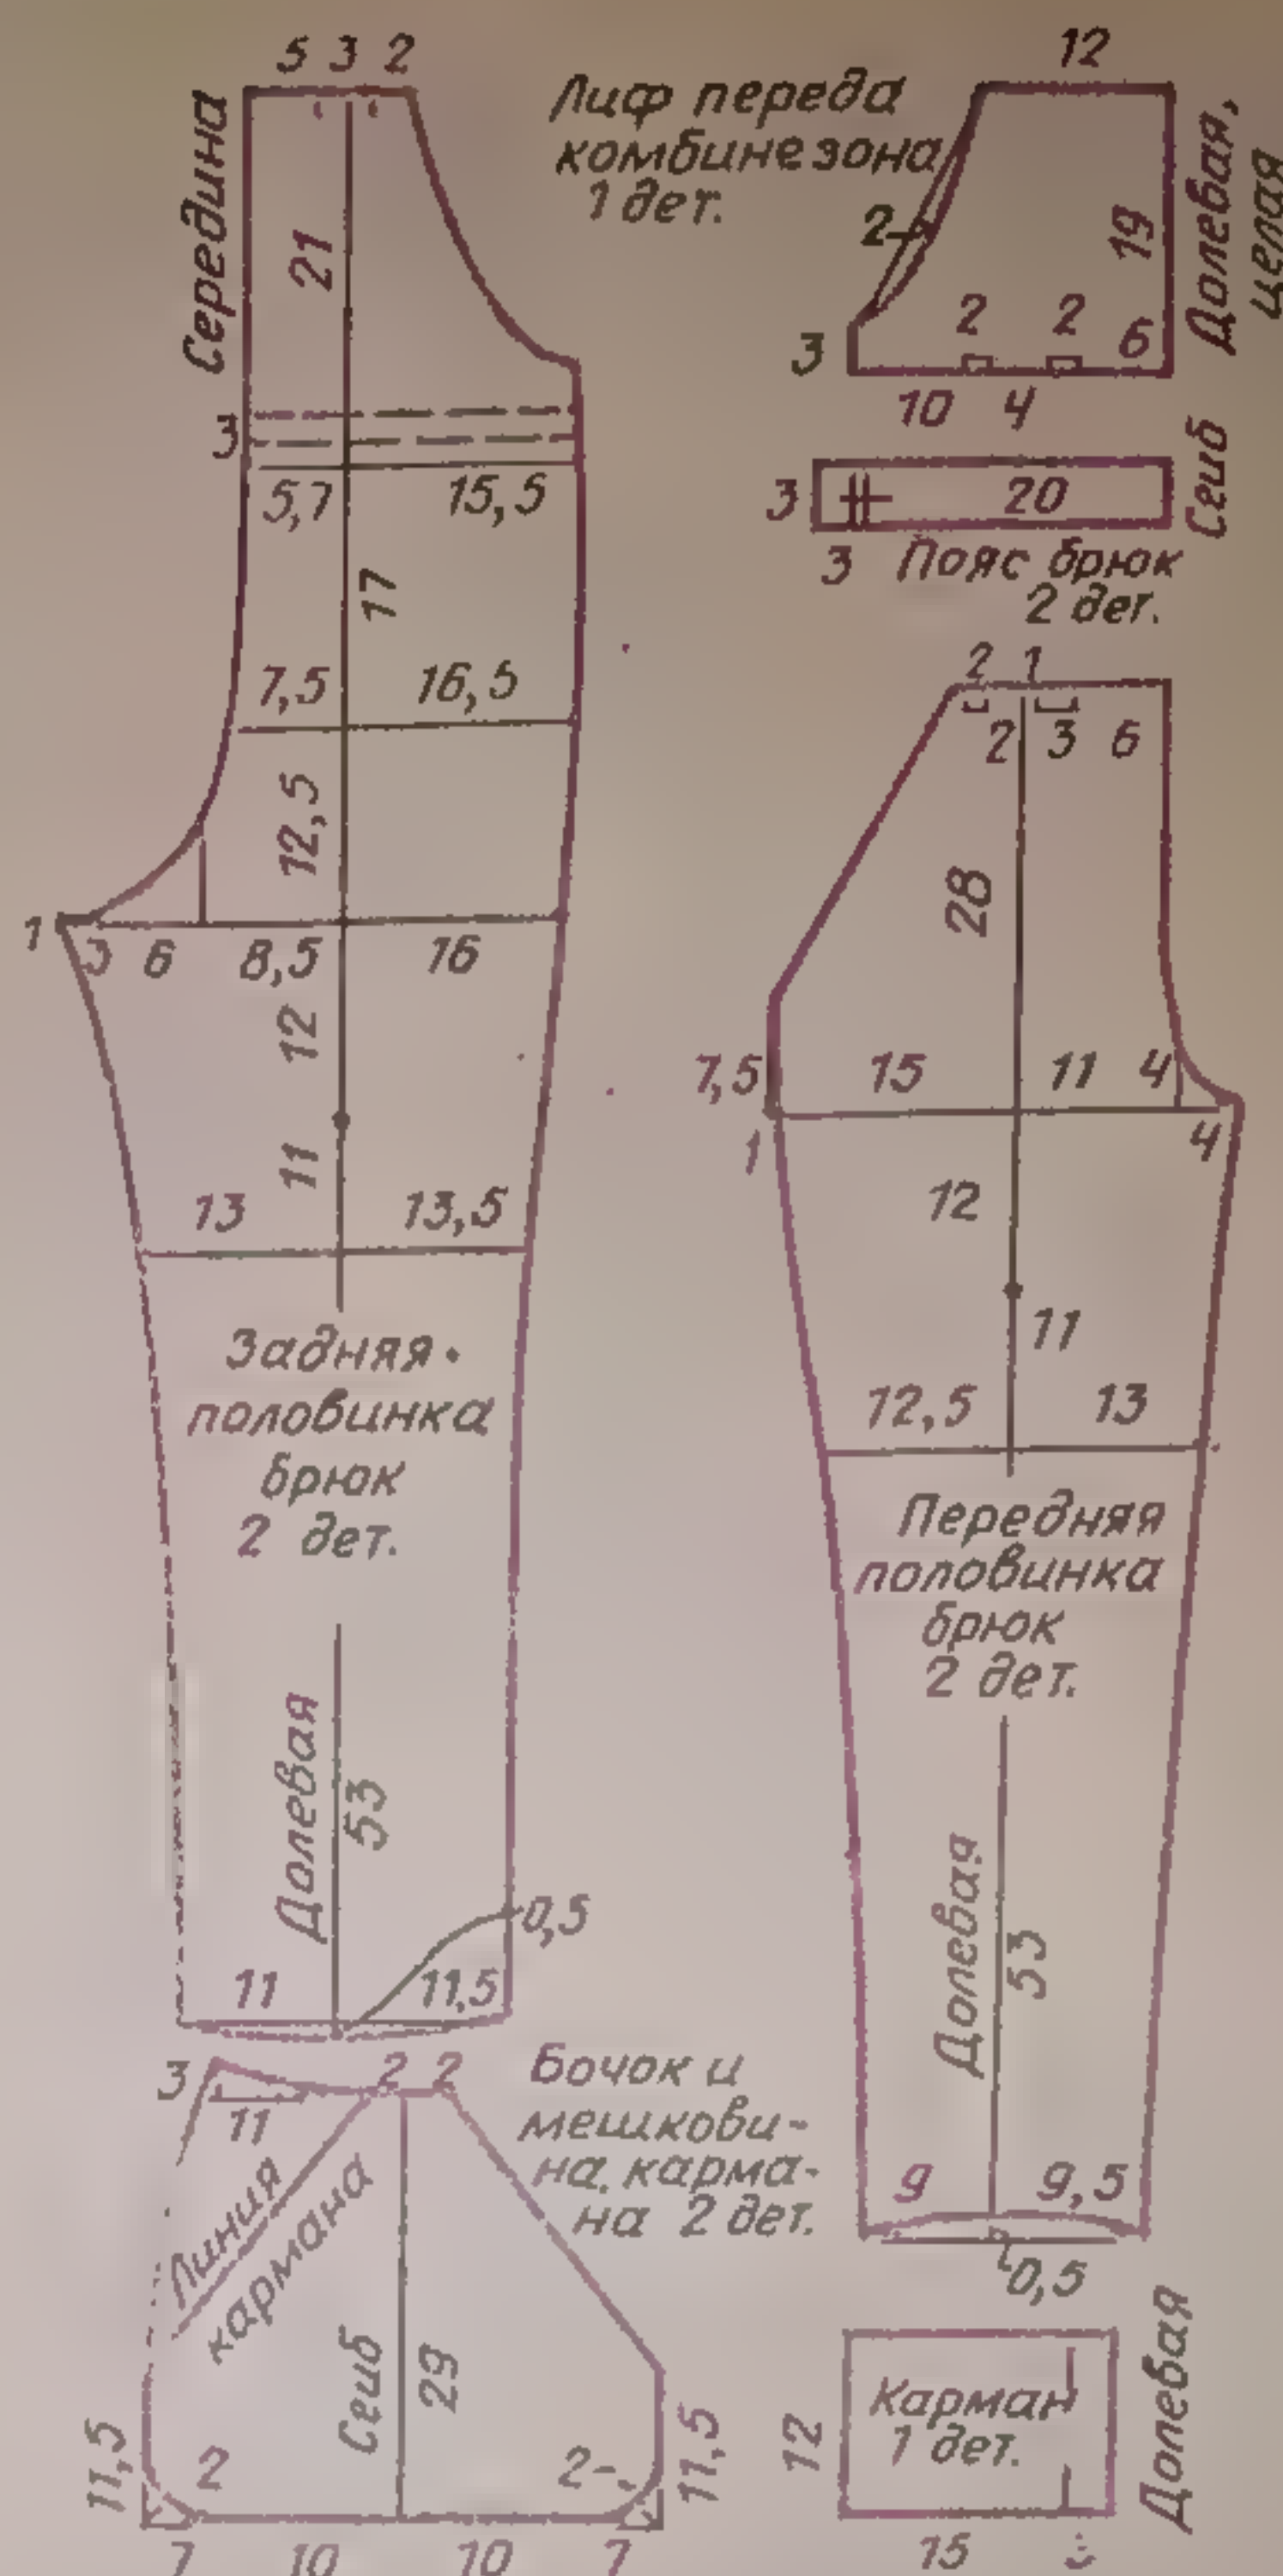 5 3 2
Середина
21
3
5,7 15,5
17
7,5 16,5
12,5
1
3 6 8,5 16
12
11
13 13,5
Задняя
половинка
брюк
2 дет.
Долевая
53
0,5
11 11,5
Лиф переда
комбинезона
1 дет.
12
2
19
Долевая,
целая
3
2 2 6
10 4
3 20
Сгиб
3 Пояс брюк
2 дет.
2 1
2 3 6
28
7,5 15 11 4
1 4
12
11
12,5 13
Передняя
половинка
брюк
2 дет.
Долевая
53
9 9,5
0,5
3 2 2
11
Бочок и
мешкови-
на карма-
на 2 дет.
Линия
кармана
Сгиб
29
11,5 2 2 11,5
7 10 10 7
Карман
1 дет.
12
15
Долевая